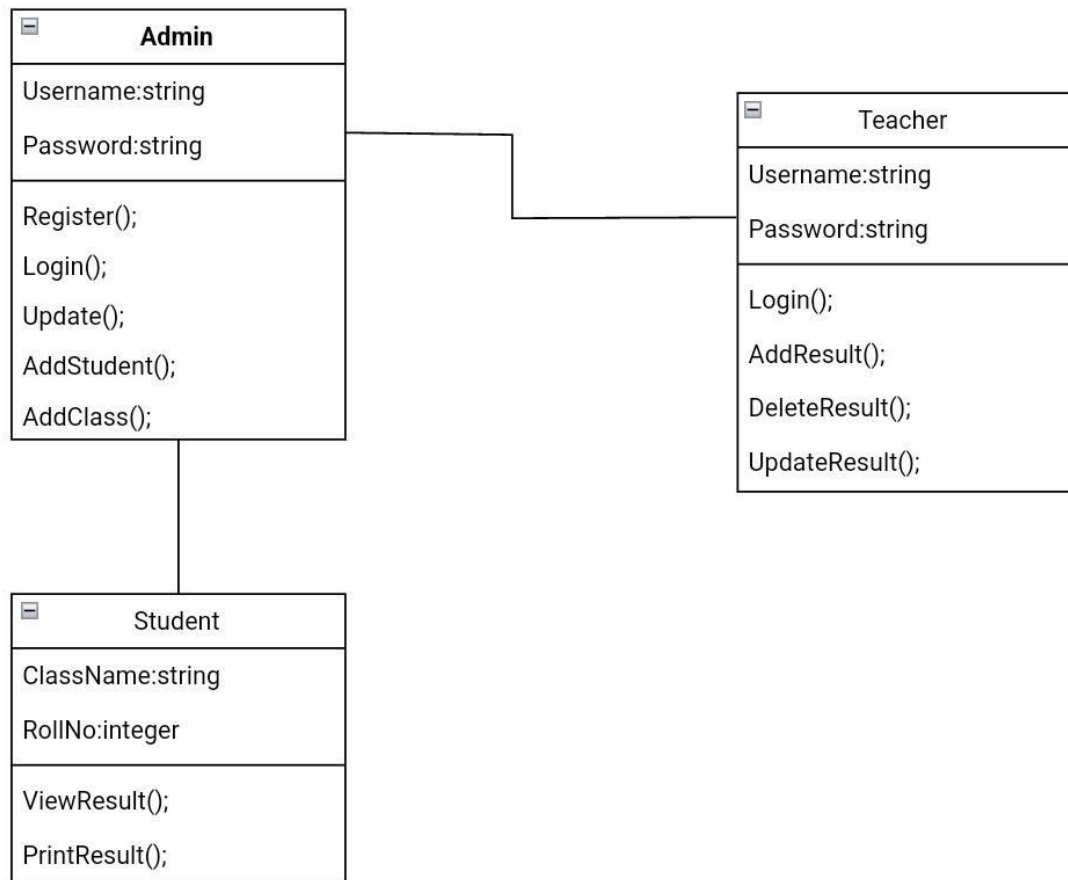 Admin
Username:string
Password:string
Register();
Login();
Update();
AddStudent();
AddClass();
Teacher
Username:string
Password:string
Login();
AddResult();
DeleteResult();
UpdateResult();
Student
ClassName:string
RollNo:integer
ViewResult();
PrintResult();